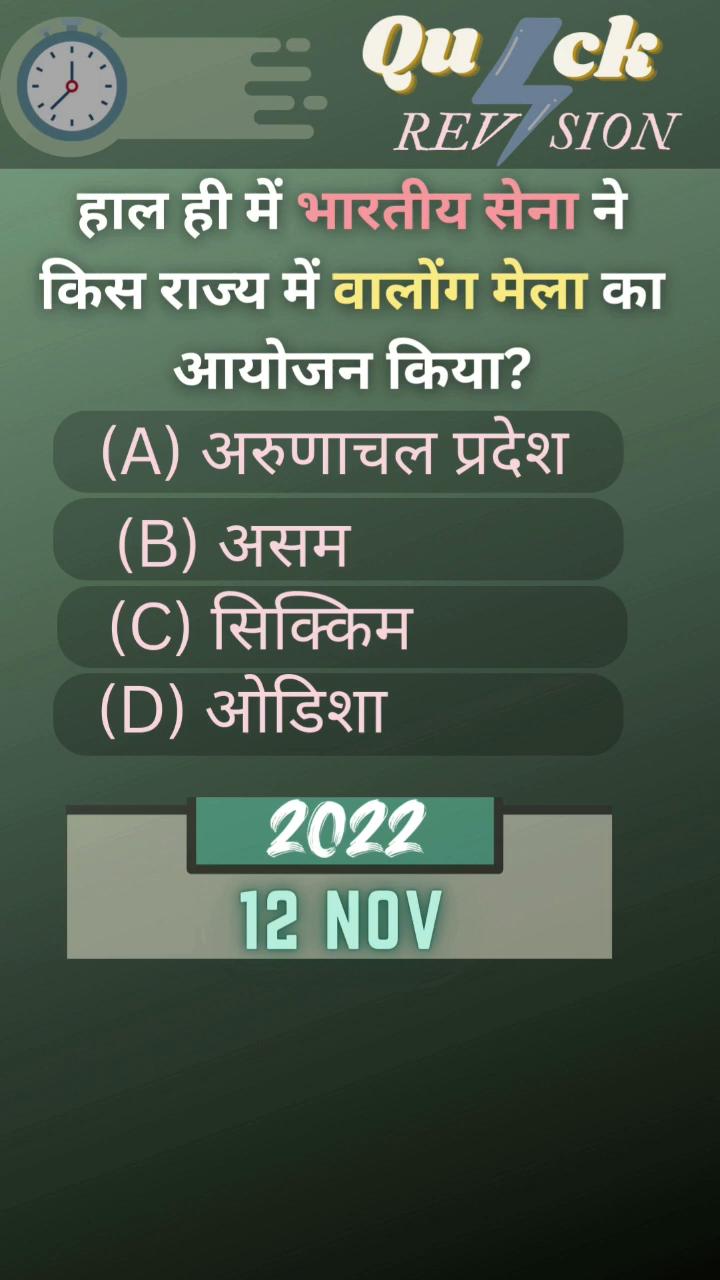 Quick
REVISION
हाल ही में भारतीय सेना ने
किस राज्य में वालोंग मेला का
आयोजन किया?
(A) अरुणाचल प्रदेश
(B) असम
(C) सिक्किम
(D) ओडिशा
2022
12 NOV